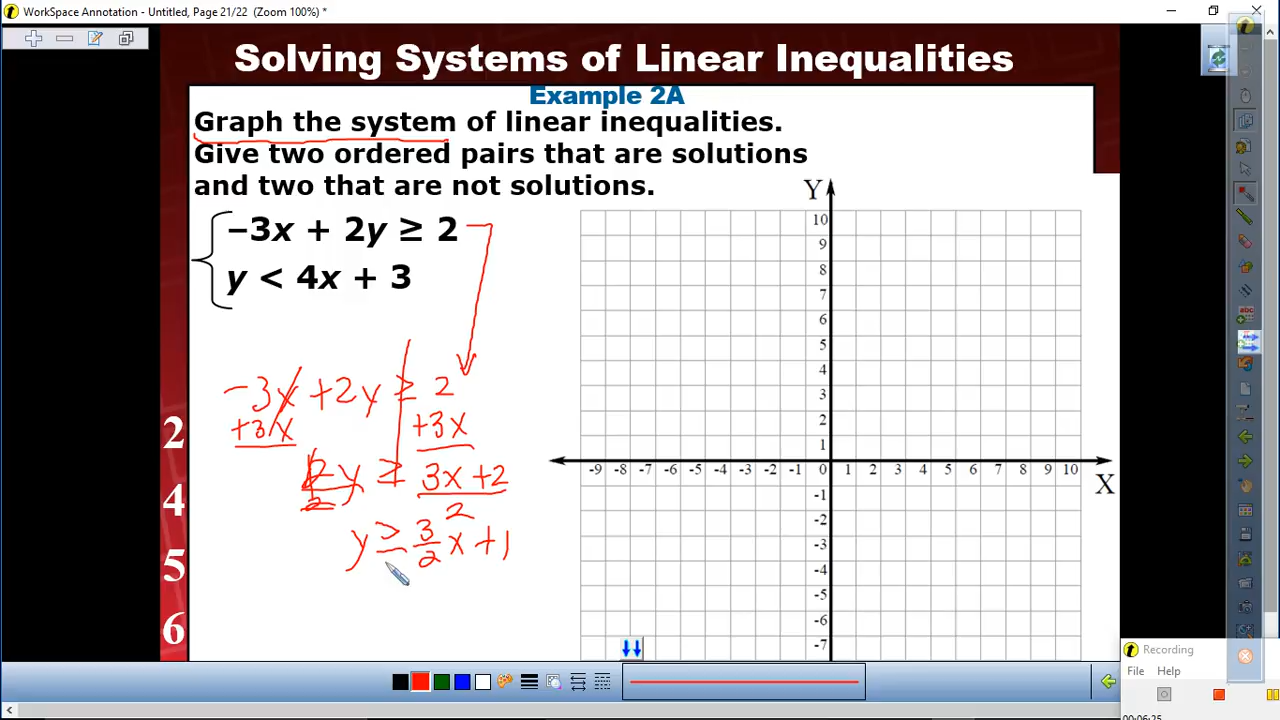 WorkSpace Annotation - Untitled, Page 21/22 (Zoom 100%) *
Solving Systems of Linear Inequalities
Example 2A
Graph the system of linear inequalities.
Give two ordered pairs that are solutions
and two that are not solutions.
−3x + 2y ≥ 2
y < 4x + 3
-3x +2y ≥ 2
+3x +3x
2y ≥ 3x +2
2 2
y ≥ 3/2 x + 1
2
4
5
6
Y
10
9
8
7
6
5
4
3
2
1
-9 -8 -7 -6 -5 -4 -3 -2 -1 0 1 2 3 4 5 6 7 8 9 10
X
-1
-2
-3
-4
-5
-6
-7
abc
Recording
File Help
00:06:25